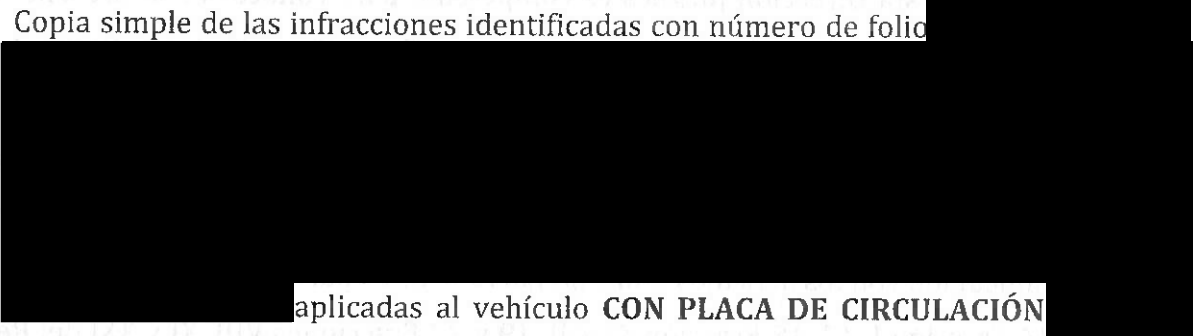 Copia simple de las infracciones identificadas con número de folio
aplicadas al vehículo CON PLACA DE CIRCULACIÓN